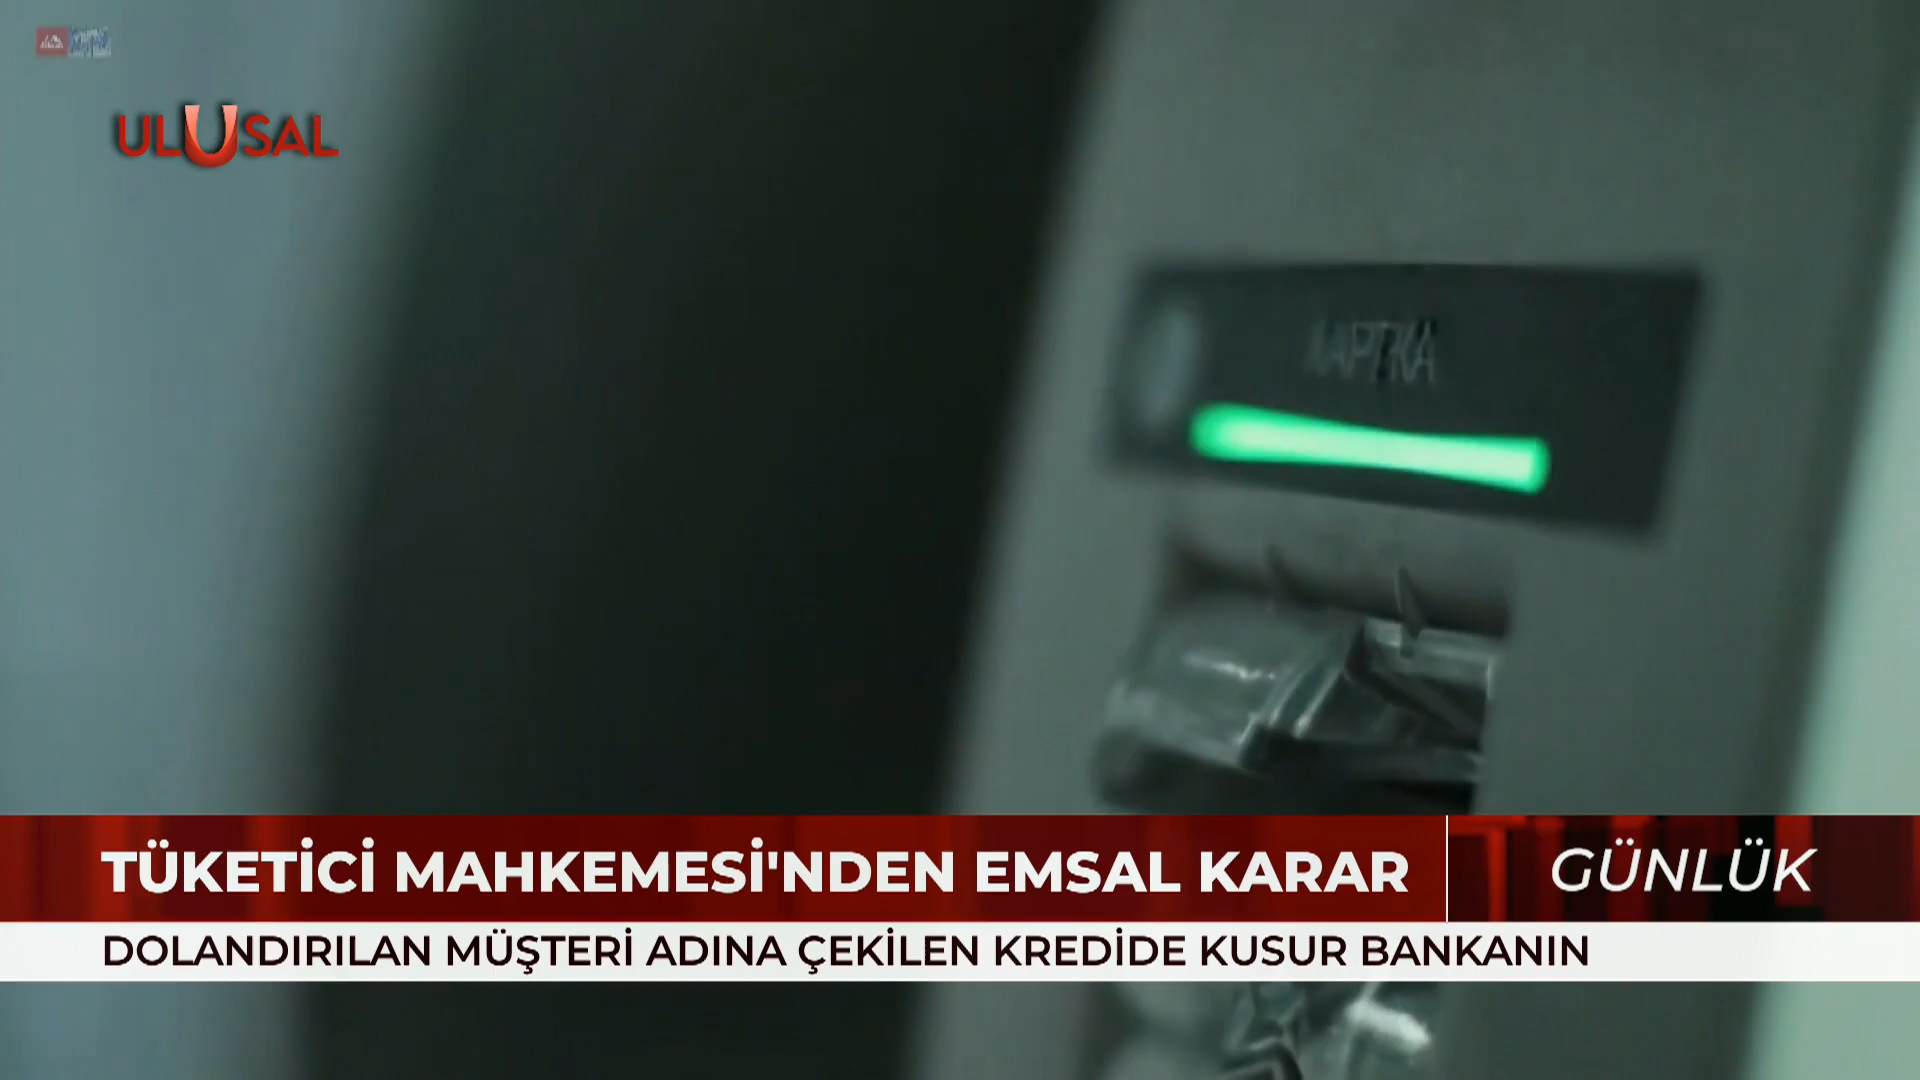 ULUSAL
TÜKETİCİ MAHKEMESİ'NDEN EMSAL KARAR
GÜNLÜK
DOLANDIRILAN MÜŞTERİ ADINA ÇEKİLEN KREDİDE KUSUR BANKANIN